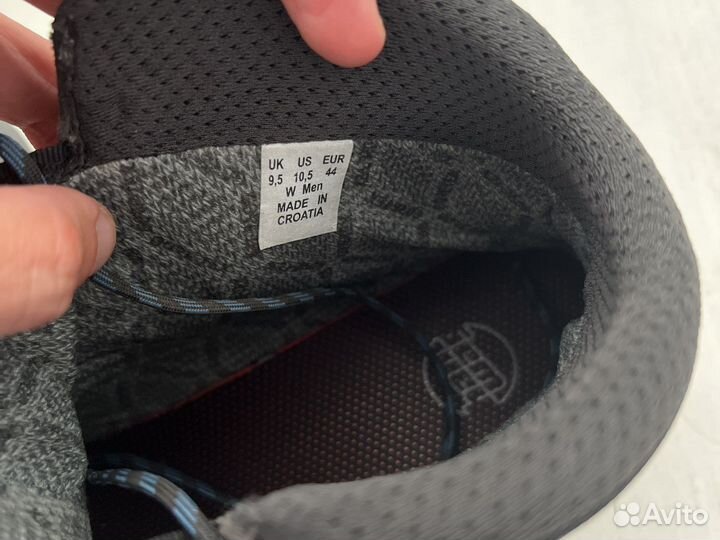 UK US EUR
9,5 10,5 44
W Men
MADE IN
CROATIA
Avito